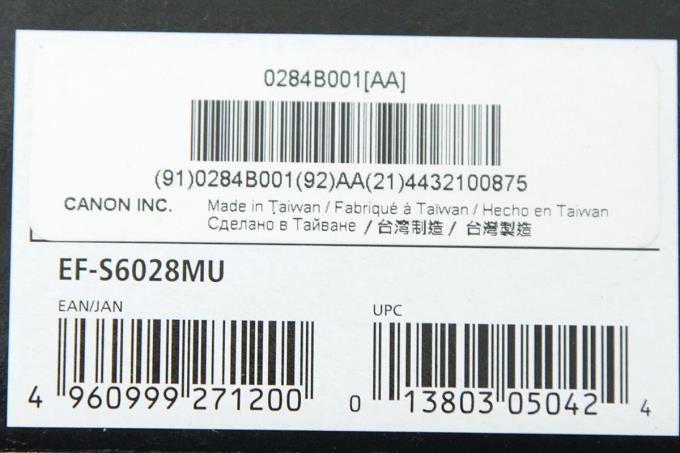 0284B001[AA]
(91)0284B001(92)AA(21)4432100875
CANON INC. Made in Taiwan / Fabriqué à Taïwan / Hecho en Taiwan
Сделано в Тайване / 台湾制造 / 台灣製造
EF-S6028MU
EAN/JAN UPC
4 960999 271200 0 13803 05042 4